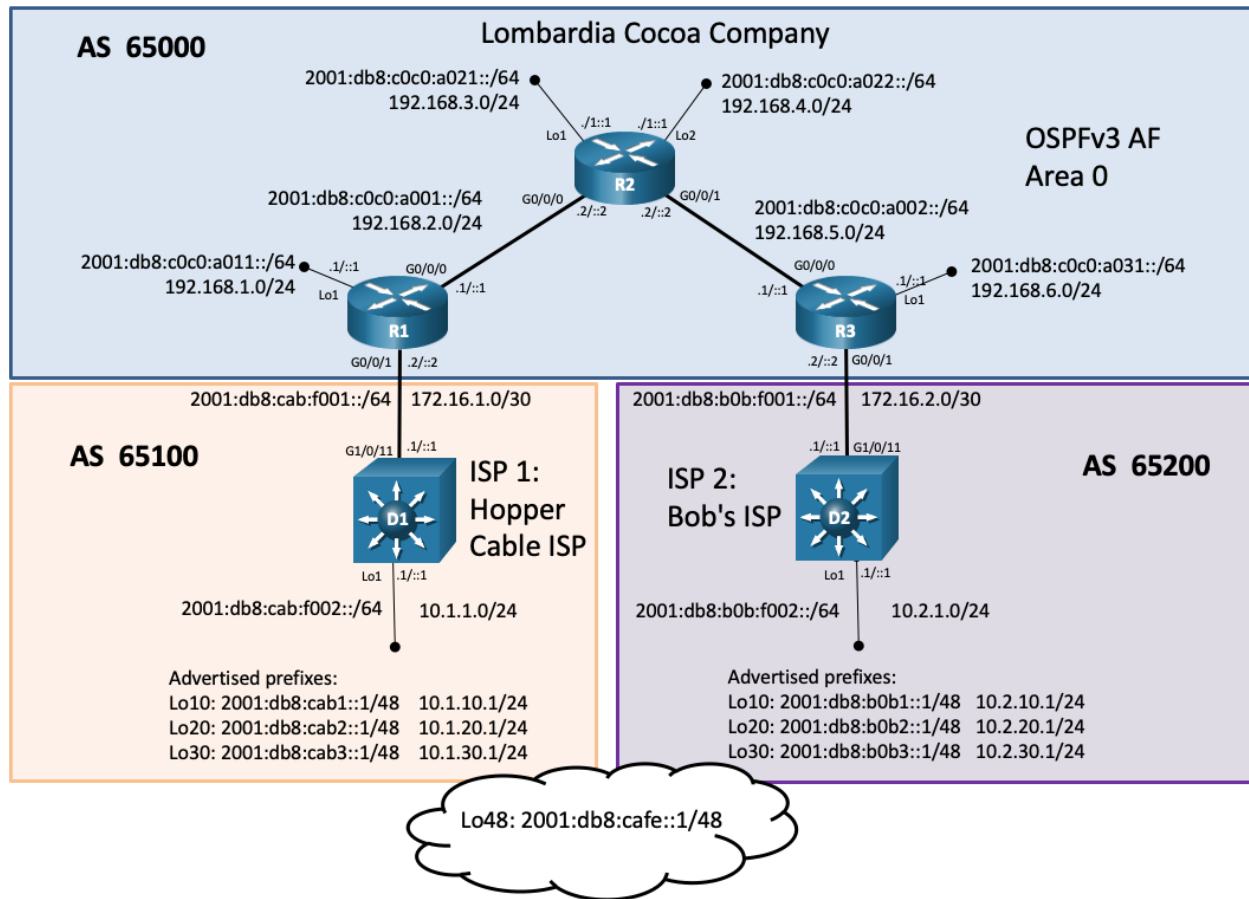 Lombardia Cocoa Company
AS 65000
2001:db8:c0c0:a021::/64
192.168.3.0/24
2001:db8:c0c0:a022::/64
192.168.4.0/24
./1::1
./1::1
Lo1
Lo2
R2
OSPFv3 AF
Area 0
2001:db8:c0c0:a001::/64
192.168.2.0/24
G0/0/0
.2/::2
.2/::2
G0/0/1
2001:db8:c0c0:a002::/64
192.168.5.0/24
2001:db8:c0c0:a011::/64
192.168.1.0/24
.1/::1
Lo1
G0/0/0
.1/::1
R1
G0/0/1
.2/::2
G0/0/0
.1/::1
.1/::1
Lo1
2001:db8:c0c0:a031::/64
192.168.6.0/24
R3
.2/::2
G0/0/1
2001:db8:cab:f001::/64 172.16.1.0/30
AS 65100
G1/0/11
.1/::1
ISP 1:
Hopper
Cable ISP
D1
Lo1
.1/::1
2001:db8:cab:f002::/64 10.1.1.0/24
Advertised prefixes:
Lo10: 2001:db8:cab1::1/48 10.1.10.1/24
Lo20: 2001:db8:cab2::1/48 10.1.20.1/24
Lo30: 2001:db8:cab3::1/48 10.1.30.1/24
2001:db8:b0b:f001::/64 172.16.2.0/30
AS 65200
ISP 2:
Bob's ISP
.1/::1
G1/0/11
D2
Lo1
.1/::1
2001:db8:b0b:f002::/64 10.2.1.0/24
Advertised prefixes:
Lo10: 2001:db8:b0b1::1/48 10.2.10.1/24
Lo20: 2001:db8:b0b2::1/48 10.2.20.1/24
Lo30: 2001:db8:b0b3::1/48 10.2.30.1/24
Lo48: 2001:db8:cafe::1/48